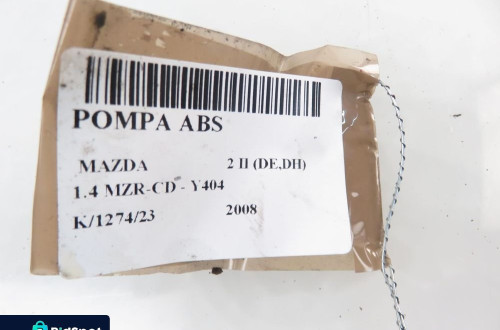 POMPA ABS
MAZDA 2 II (DE,DH)
1.4 MZR-CD - Y404
K/1274/23 2008